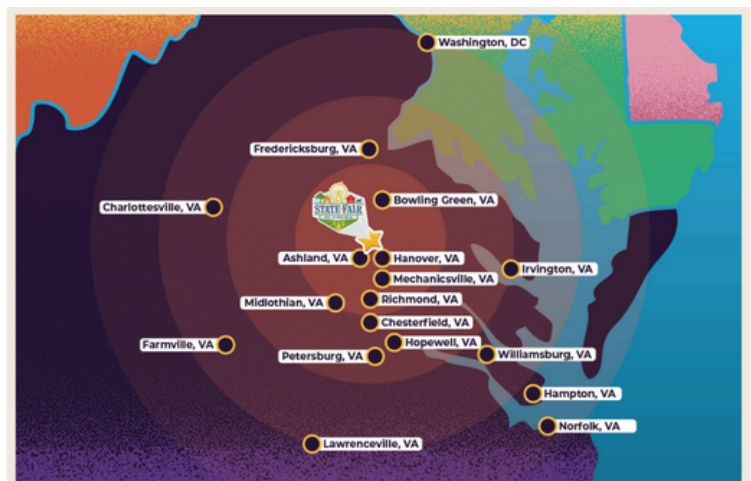 Washington, DC
Fredericksburg, VA
Bowling Green, VA
Charlottesville, VA
STATE FAIR
Ashland, VA
Hanover, VA
Irvington, VA
Mechanicsville, VA
Midlothian, VA
Richmond, VA
Chesterfield, VA
Farmville, VA
Hopewell, VA
Petersburg, VA
Williamsburg, VA
Hampton, VA
Norfolk, VA
Lawrenceville, VA